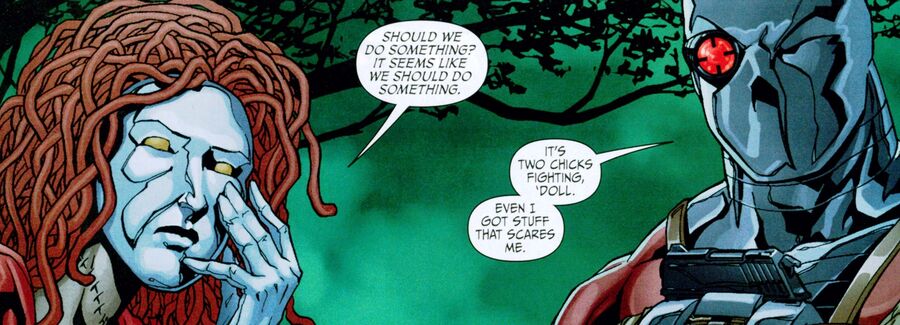 SHOULD WE
DO SOMETHING?
IT SEEMS LIKE
WE SHOULD DO
SOMETHING.
IT'S
TWO CHICKS
FIGHTING,
'DOLL.
EVEN I
GOT STUFF
THAT SCARES
ME.